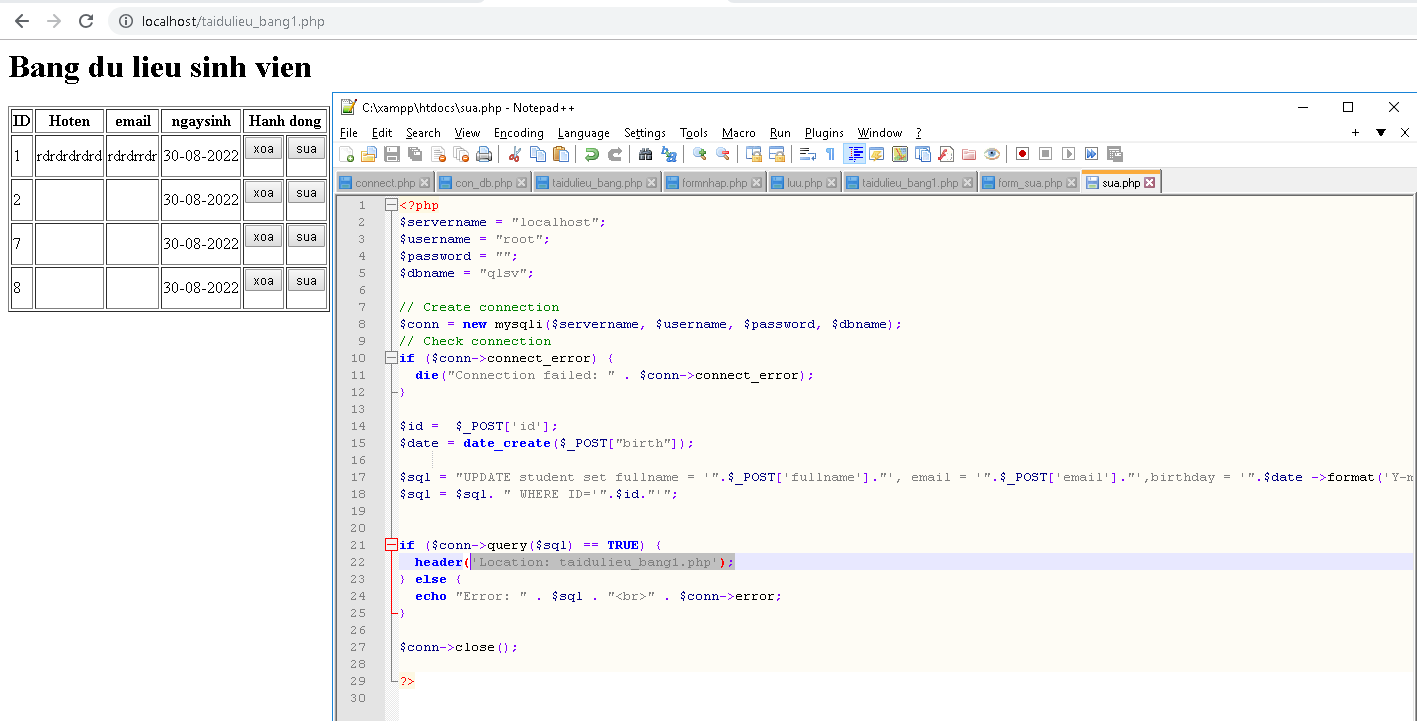 localhost/taidulieu_bang1.php
Bang du lieu sinh vien
ID Hoten email ngaysinh Hanh dong
1 rdrdrdrdrd rdrdrrdr 30-08-2022 xoa sua
2 30-08-2022 xoa sua
7 30-08-2022 xoa sua
8 30-08-2022 xoa sua
C:\xampp\htdocs\sua.php - Notepad++
File Edit Search View Encoding Language Settings Tools Macro Run Plugins Window ?
connect.php con_db.php taidulieu_bang.php formnhap.php luu.php taidulieu_bang1.php form_sua.php sua.php
1 <?php
2 $servername = "localhost";
3 $username = "root";
4 $password = "";
5 $dbname = "qlsv";
6
7 // Create connection
8 $conn = new mysqli($servername, $username, $password, $dbname);
9 // Check connection
10 if ($conn->connect_error) {
11 die("Connection failed: " . $conn->connect_error);
12 }
13
14 $id =  $_POST['id'];
15 $date = date_create($_POST["birth"]);
16
17 $sql = "UPDATE student set fullname = '".$_POST['fullname']."', email = '".$_POST['email']."',birthday = '".$date ->format('Y-m
18 $sql = $sql. " WHERE ID='".$id."'";
19
20
21 if ($conn->query($sql) == TRUE) {
22 header('Location: taidulieu_bang1.php');
23 } else {
24 echo "Error: " . $sql . "<br>" . $conn->error;
25 }
26
27 $conn->close();
28
29 ?>
30